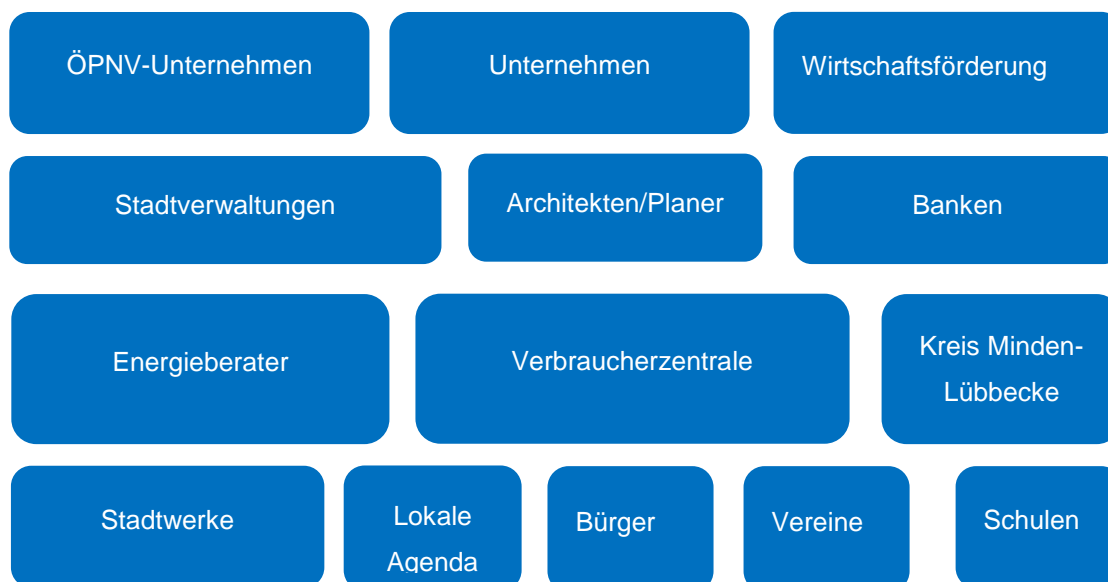 ÖPNV-Unternehmen
Unternehmen
Wirtschaftsförderung
Stadtverwaltungen
Architekten/Planer
Banken
Energieberater
Verbraucherzentrale
Kreis Minden-
Lübbecke
Stadtwerke
Lokale
Agenda
Bürger
Vereine
Schulen